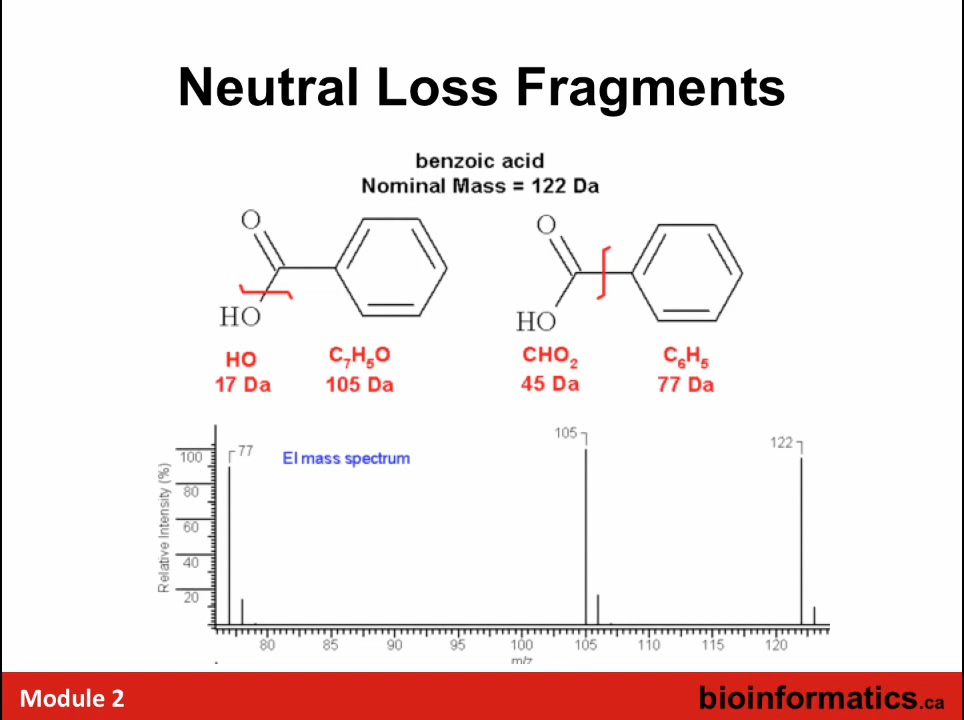 Neutral Loss Fragments
benzoic acid
Nominal Mass = 122 Da
O
O
HO
HO
HO
C₇H₅O
CHO₂
C₆H₅
17 Da
105 Da
45 Da
77 Da
105
122
77
EI mass spectrum
Relative Intensity (%)
100
80
60
40
20
80
85
90
95
100
105
110
115
120
m/z
Module 2
bioinformatics.ca